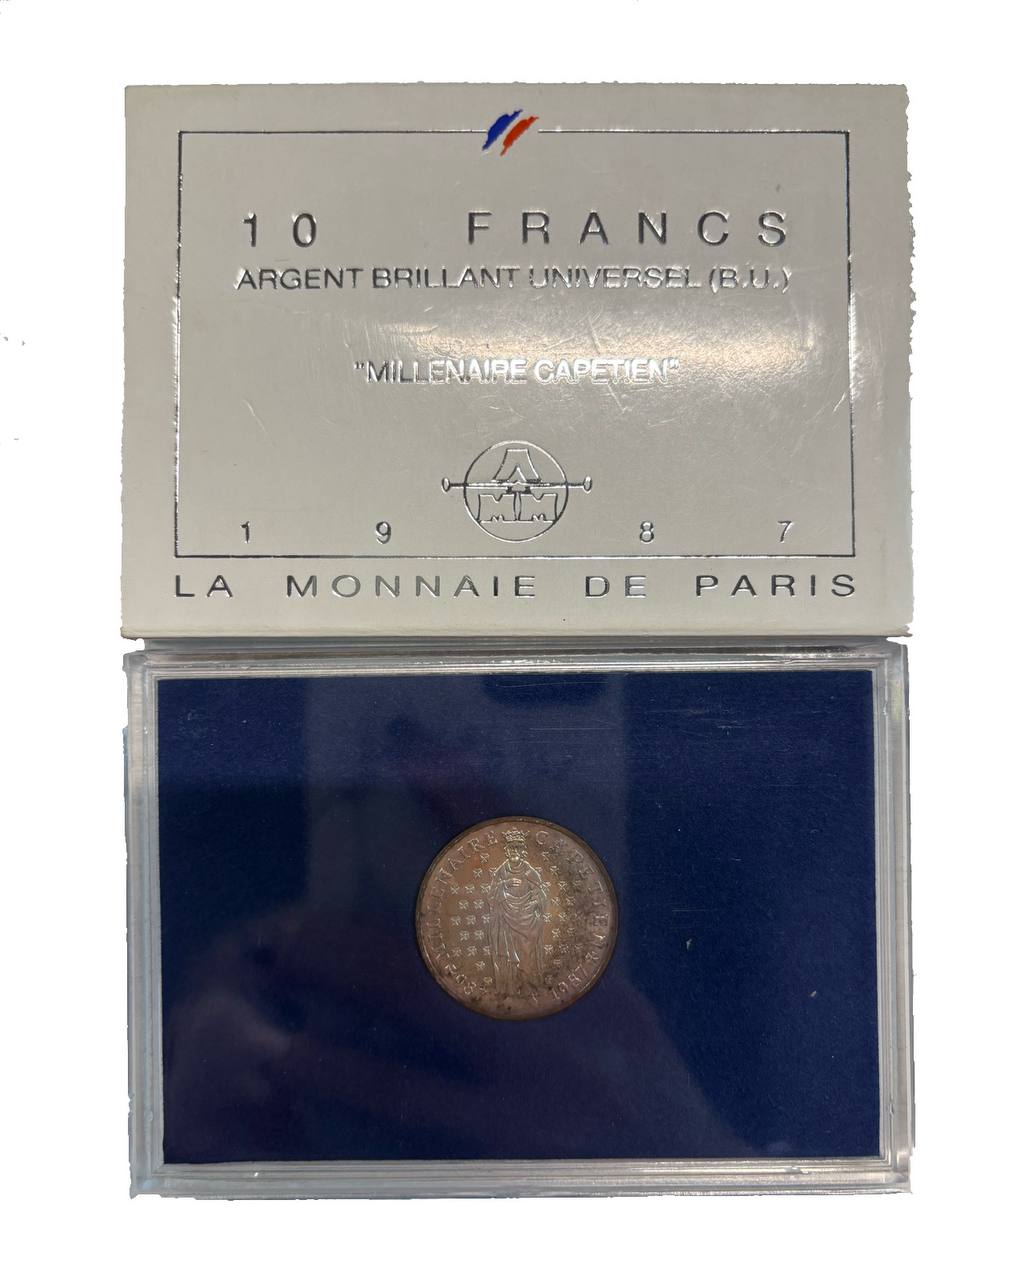 10 FRANCS
ARGENT BRILLANT UNIVERSEL (B.U.)
"MILLENAIRE CAPETIEN"
1 9 8 7
LA MONNAIE DE PARIS
MILLENAIRE CAPETIEN
987 1987